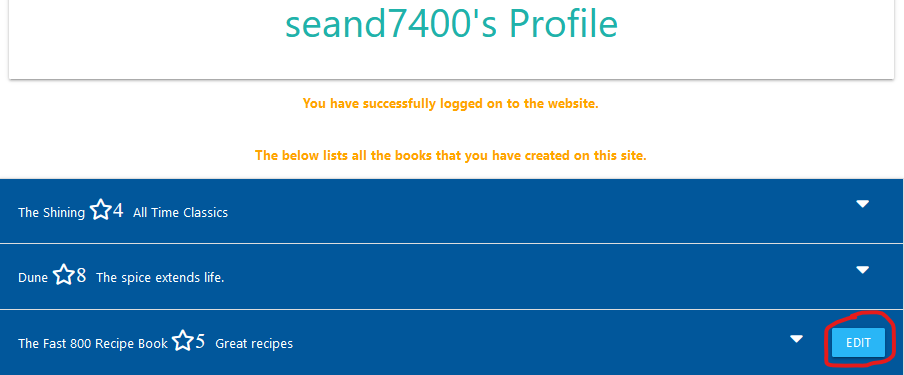 seand7400's Profile
You have successfully logged on to the website.
The below lists all the books that you have created on this site.
The Shining 4 All Time Classics
Dune 8 The spice extends life.
The Fast 800 Recipe Book 5 Great recipes EDIT